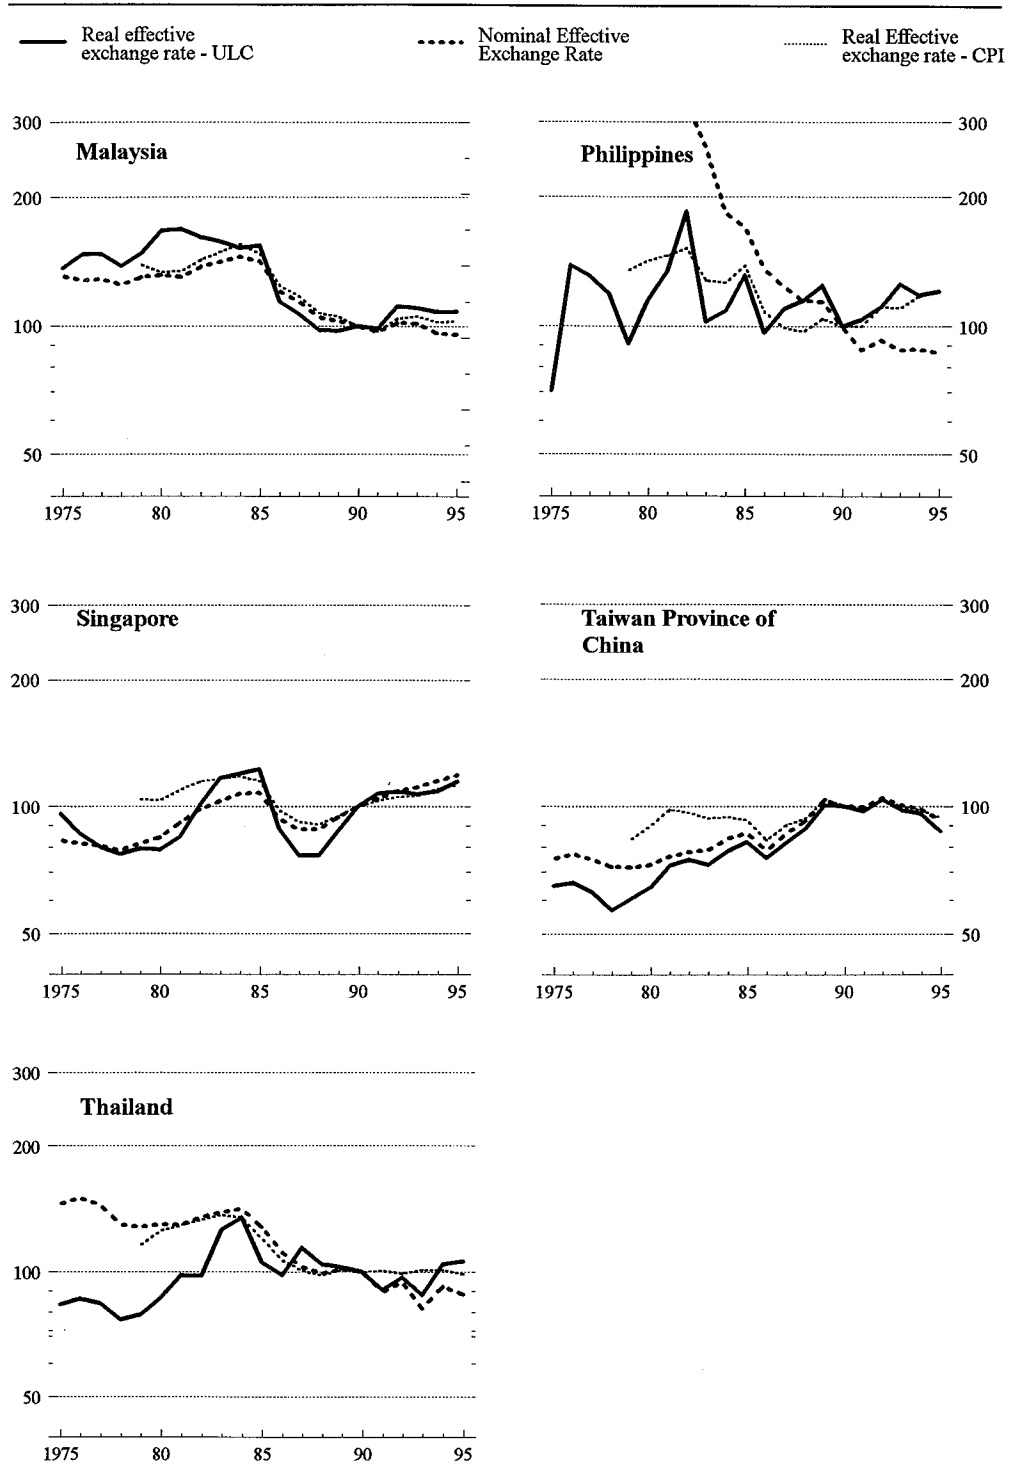 Real effective
exchange rate - ULC
Nominal Effective
Exchange Rate
Real Effective
exchange rate - CPI
Malaysia
300
200
100
50
1975 80 85 90 95
Philippines
300
200
100
50
1975 80 85 90 95
Singapore
300
200
100
50
1975 80 85 90 95
Taiwan Province of
China
300
200
100
50
1975 80 85 90 95
Thailand
300
200
100
50
1975 80 85 90 95